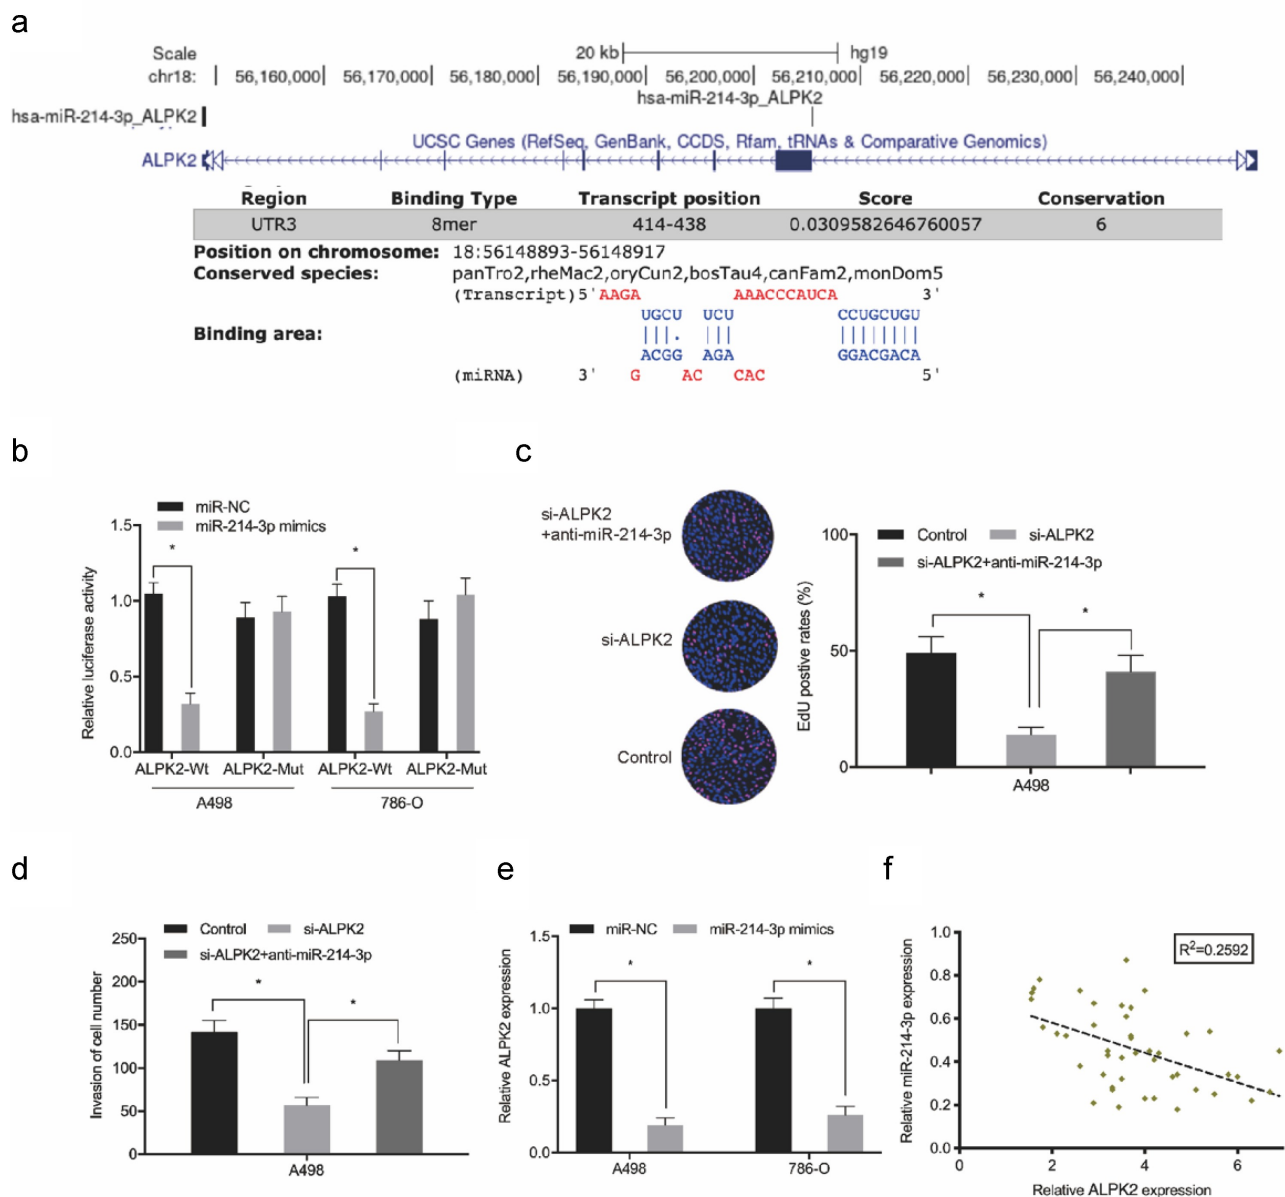 a
Scale 20 kb hg19
chr18: 56,160,000 56,170,000 56,180,000 56,190,000 56,200,000 56,210,000 56,220,000 56,230,000 56,240,000
hsa-miR-214-3p_ALPK2
hsa-miR-214-3p_ALPK2
UCSC Genes (RefSeq, GenBank, CCDS, Rfam, tRNAs & Comparative Genomics)
ALPK2
Region Binding Type Transcript position Score Conservation
UTR3 8mer 414-438 0.0309582646760057 6
Position on chromosome: 18:56148893-56148917
Conserved species: panTro2,rheMac2,oryCun2,bosTau4,canFam2,monDom5
(Transcript) 5' AAGA AAACCCAUCA 3'
UGCU UCU CCUGCUGU
Binding area: |||. ||| ||||||||
ACGG AGA GGACGACA
(miRNA) 3' G AC CAC 5'
b
miR-NC
miR-214-3p mimics
Relative luciferase activity
1.5
1.0
0.5
0.0
* *
ALPK2-Wt ALPK2-Mut ALPK2-Wt ALPK2-Mut
A498 786-O
c
si-ALPK2
+anti-miR-214-3p
si-ALPK2
Control
EdU postive rates (%)
100
50
0
Control si-ALPK2
si-ALPK2+anti-miR-214-3p
* *
A498
d
Control si-ALPK2
si-ALPK2+anti-miR-214-3p
Invasion of cell number
250
200
150
100
50
0
* *
A498
e
miR-NC miR-214-3p mimics
Relative ALPK2 expression
1.5
1.0
0.5
0.0
* *
A498 786-O
f
Relative miR-214-3p expression
1.0
0.8
0.6
0.4
0.2
0.0
R²=0.2592
0 2 4 6
Relative ALPK2 expression